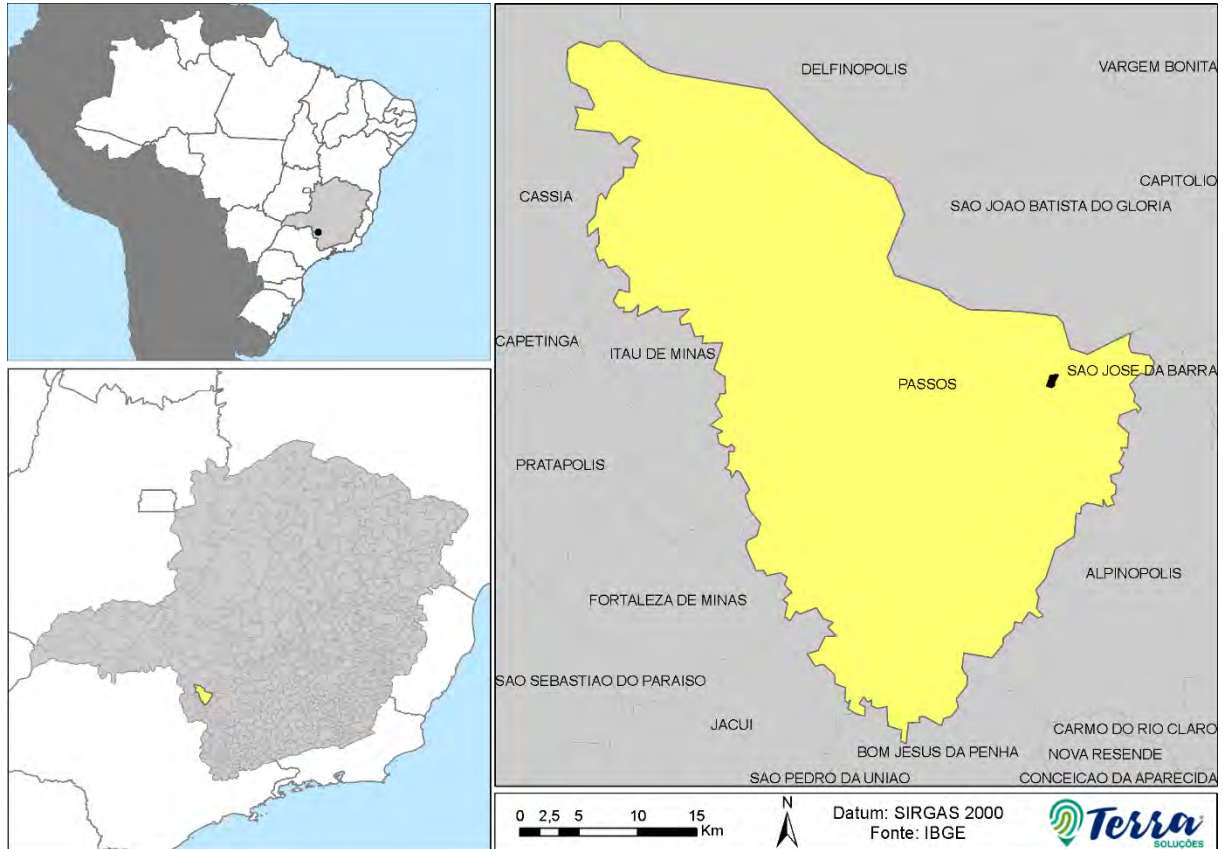 DELFINOPOLIS
VARGEM BONITA
CASSIA
CAPITOLIO
SAO JOAO BATISTA DO GLORIA
CAPETINGA
ITAU DE MINAS
SAO JOSE DA BARRA
PASSOS
PRATAPOLIS
ALPINOPOLIS
FORTALEZA DE MINAS
SAO SEBASTIAO DO PARAISO
JACUI
CARMO DO RIO CLARO
BOM JESUS DA PENHA
NOVA RESENDE
SAO PEDRO DA UNIAO
CONCEICAO DA APARECIDA
0 2,5 5 10 15
Km
N
Datum: SIRGAS 2000
Fonte: IBGE
Terra
SOLUÇÕES